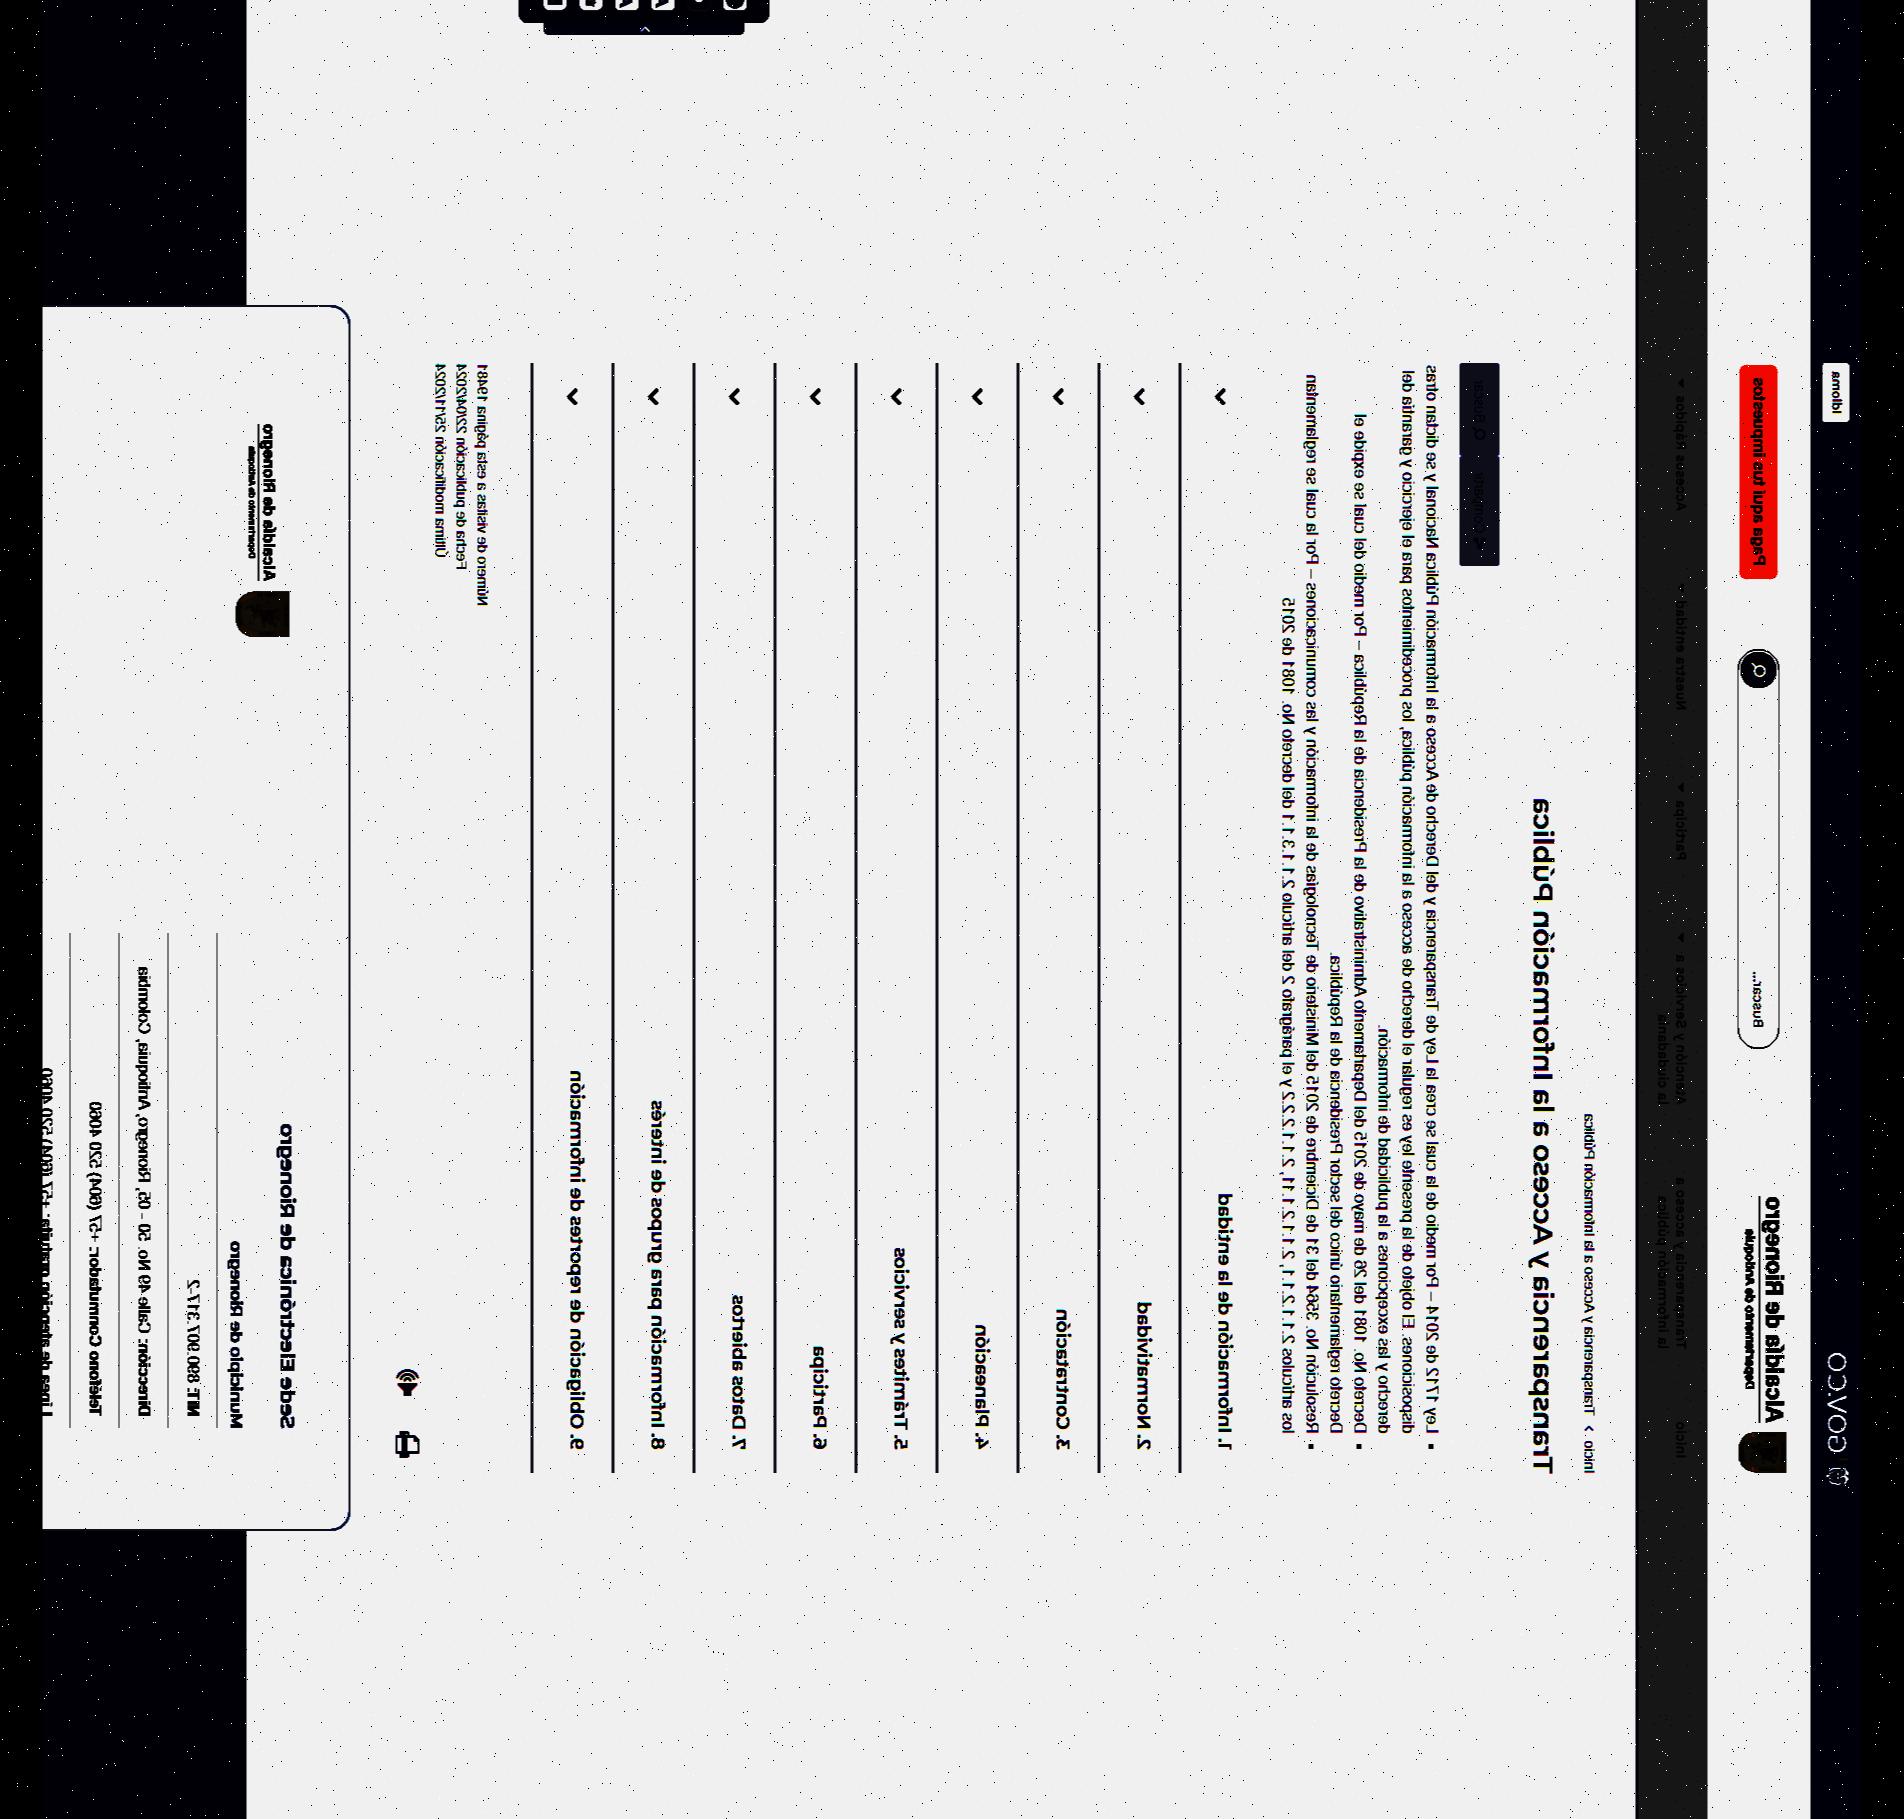 GOV.CO
Idioma
Alcaldía de Rionegro
Departamento de Antioquia
Buscar...
Paga aquí tus impuestos
Inicio
Transparencia y acceso a
la información pública
Atención y Servicios a
la ciudadanía
Participa
Nuestra entidad
Accesos rápidos
Inicio > Transparencia y Acceso a la Información Pública
Transparencia y Acceso a la Información Pública
Compartir
Buscar
▪ Ley 1712 de 2014 – Por medio de la cual se crea la Ley de Transparencia y del Derecho de Acceso a la Información Pública Nacional y se dictan otras
disposiciones. El objeto de la presente ley es regular el derecho de acceso a la información pública, los procedimientos para el ejercicio y garantía del
derecho y las excepciones a la publicidad de información.
▪ Decreto No. 1081 del 26 de mayo de 2015 del Departamento Administrativo de la Presidencia de la República – Por medio del cual se expide el
Decreto reglamentario único del sector Presidencia de la República.
▪ Resolución No. 3564 del 31 de Diciembre de 2015 del Ministerio de Tecnologías de la información y las comunicaciones – Por la cual se reglamentan
los artículos 2.1.1.2.1.1, 2.1.1.2.1.11, 2.1.1.2.2.2 y el parágrafo 2 del artículo 2.1.1.3.1.1 del decreto No. 1081 de 2015
1. Información de la entidad
2. Normatividad
3. Contratación
4. Planeación
5. Trámites y servicios
6. Participa
7. Datos abiertos
8. Información para grupos de interés
9. Obligación de reportes de información
Número de visitas a esta página 19481
Fecha de publicación 22/04/2024
Última modificación 25/11/2024
Sede Electrónica de Rionegro
Alcaldía de Rionegro
Departamento de Antioquia
Municipio de Rionegro
NIT: 890.907.317-2
Dirección: Calle 49 No. 50 - 05, Rionegro, Antioquia, Colombia
Teléfono Conmutador: +57 (604) 520 4060
Línea de atención gratuita: +57 (604) 520 4060